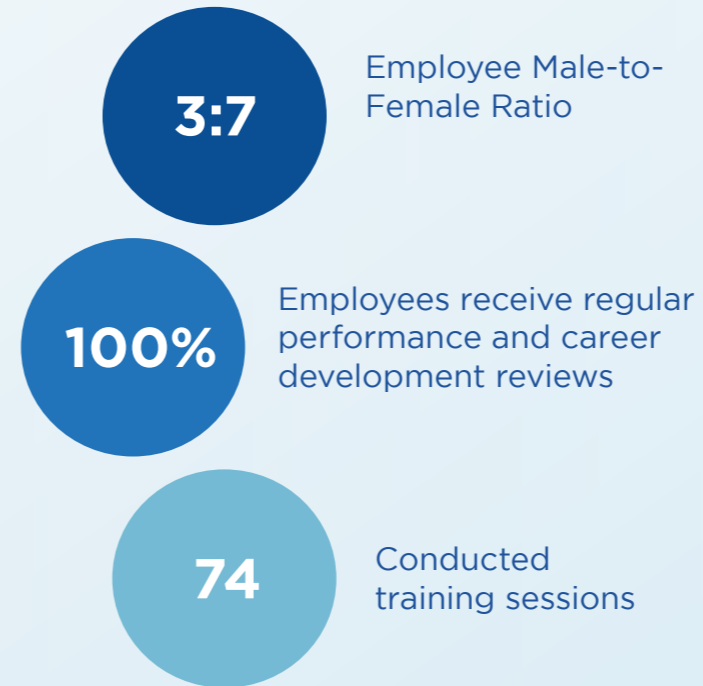 3:7
Employee Male-to-
Female Ratio
100%
Employees receive regular
performance and career
development reviews
74
Conducted
training sessions